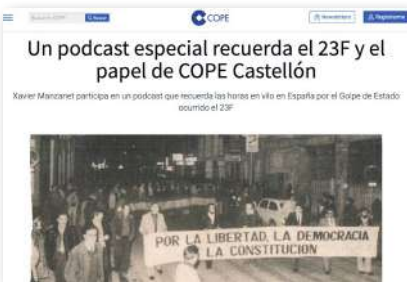 COPE
Un podcast especial recuerda el 23F y el
papel de COPE Castellón
Xavier Manzanet participa en un podcast que recuerda las horas en vilo en España por el Golpe de Estado
ocurrido el 23F
POR LA LIBERTAD, LA DEMOCRACIA
LA CONSTITUCION